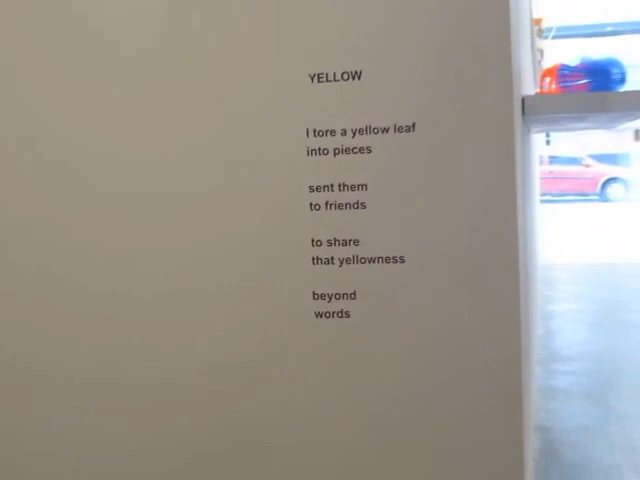 YELLOW
I tore a yellow leaf
into pieces
sent them
to friends
to share
that yellowness
beyond
words